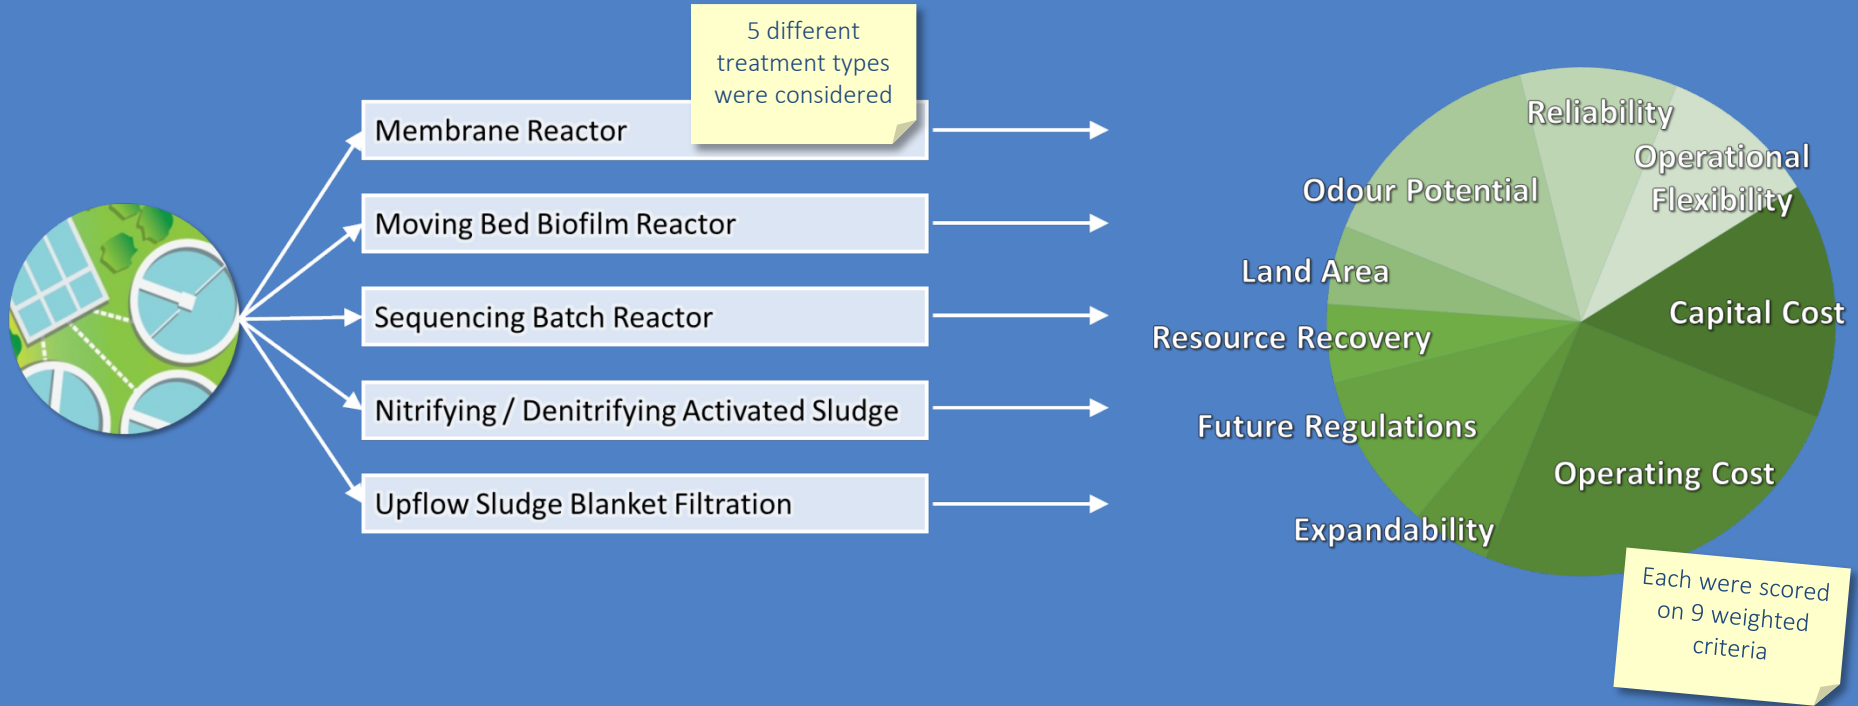 5 different
treatment types
were considered
Membrane Reactor
Moving Bed Biofilm Reactor
Sequencing Batch Reactor
Nitrifying / Denitrifying Activated Sludge
Upflow Sludge Blanket Filtration
Reliability
Operational
Flexibility
Odour Potential
Land Area
Capital Cost
Resource Recovery
Future Regulations
Operating Cost
Expandability
Each were scored
on 9 weighted
criteria